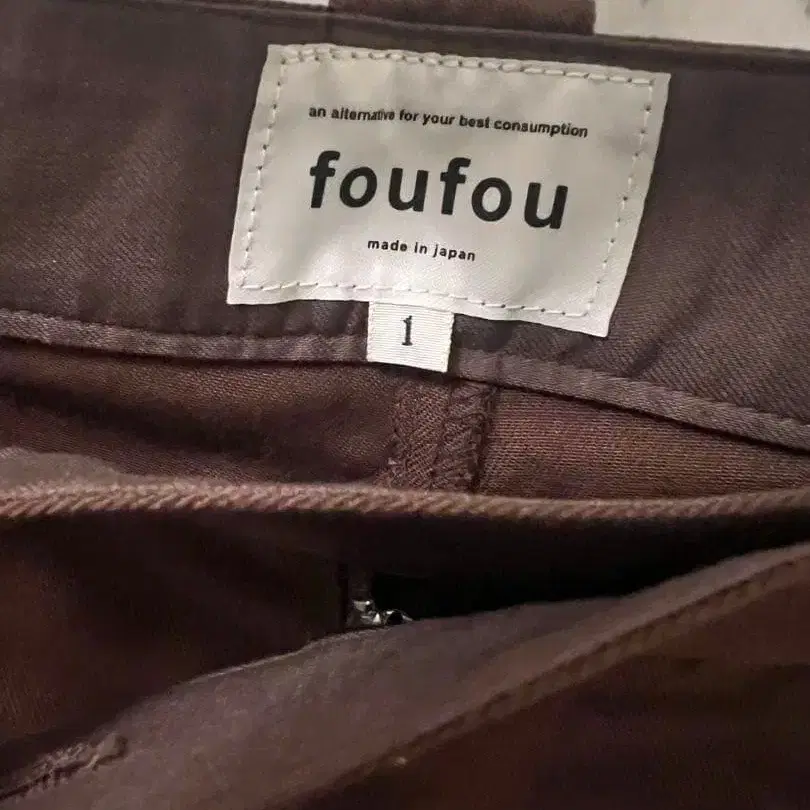 an alternative for your best consumption
foufou
made in japan
1